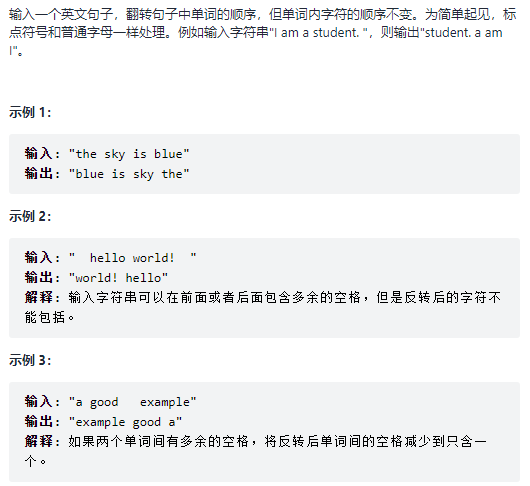 输入一个英文句子，翻转句子中单词的顺序，但单词内字符的顺序不变。为简单起见，标
点符号和普通字母一样处理。例如输入字符串"I am a student. "，则输出"student. a am
I"。
示例 1：
输入: "the sky is blue"
输出: "blue is sky the"
示例 2：
输入: "  hello world!  "
输出: "world! hello"
解释: 输入字符串可以在前面或者后面包含多余的空格，但是反转后的字符不
能包括。
示例 3：
输入: "a good   example"
输出: "example good a"
解释: 如果两个单词间有多余的空格，将反转后单词间的空格减少到只含一
个。